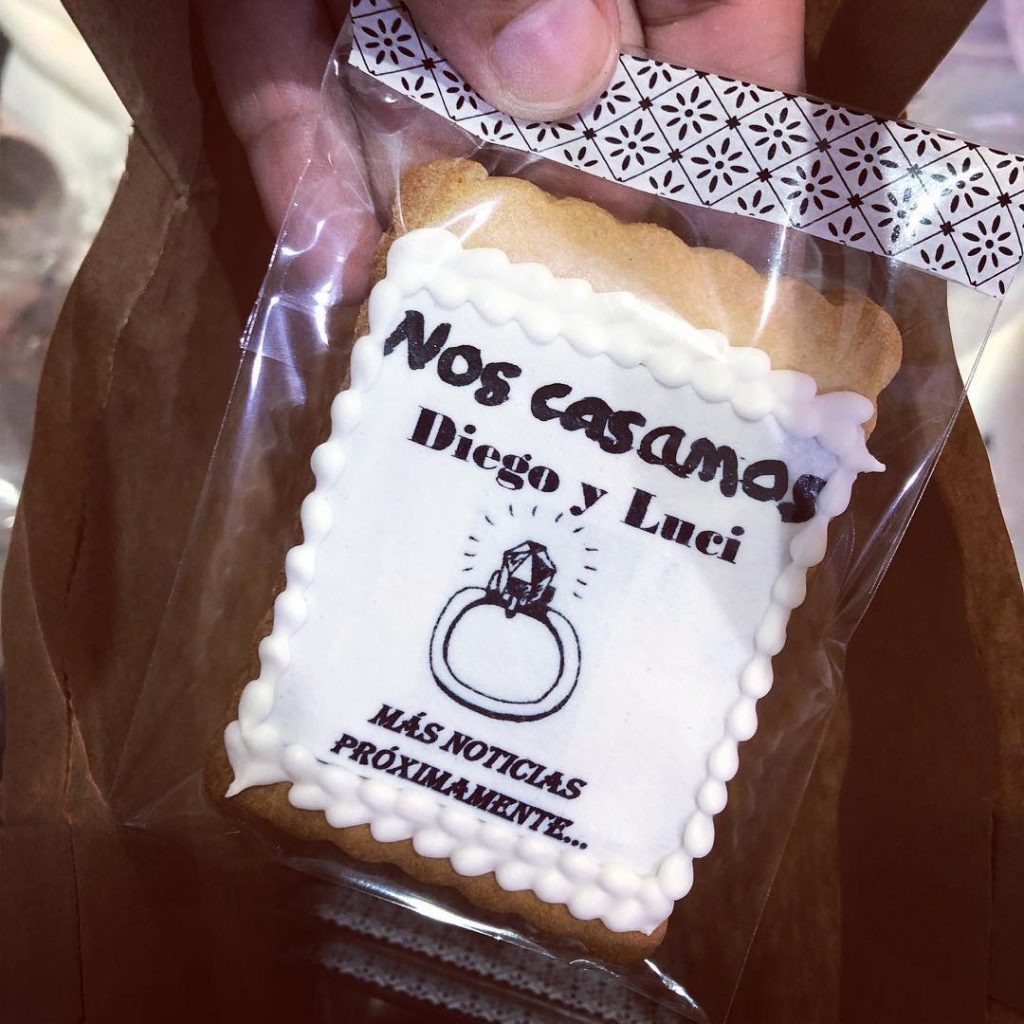 Nos casamos
Diego y Luci
MÁS NOTICIAS
PRÓXIMAMENTE...